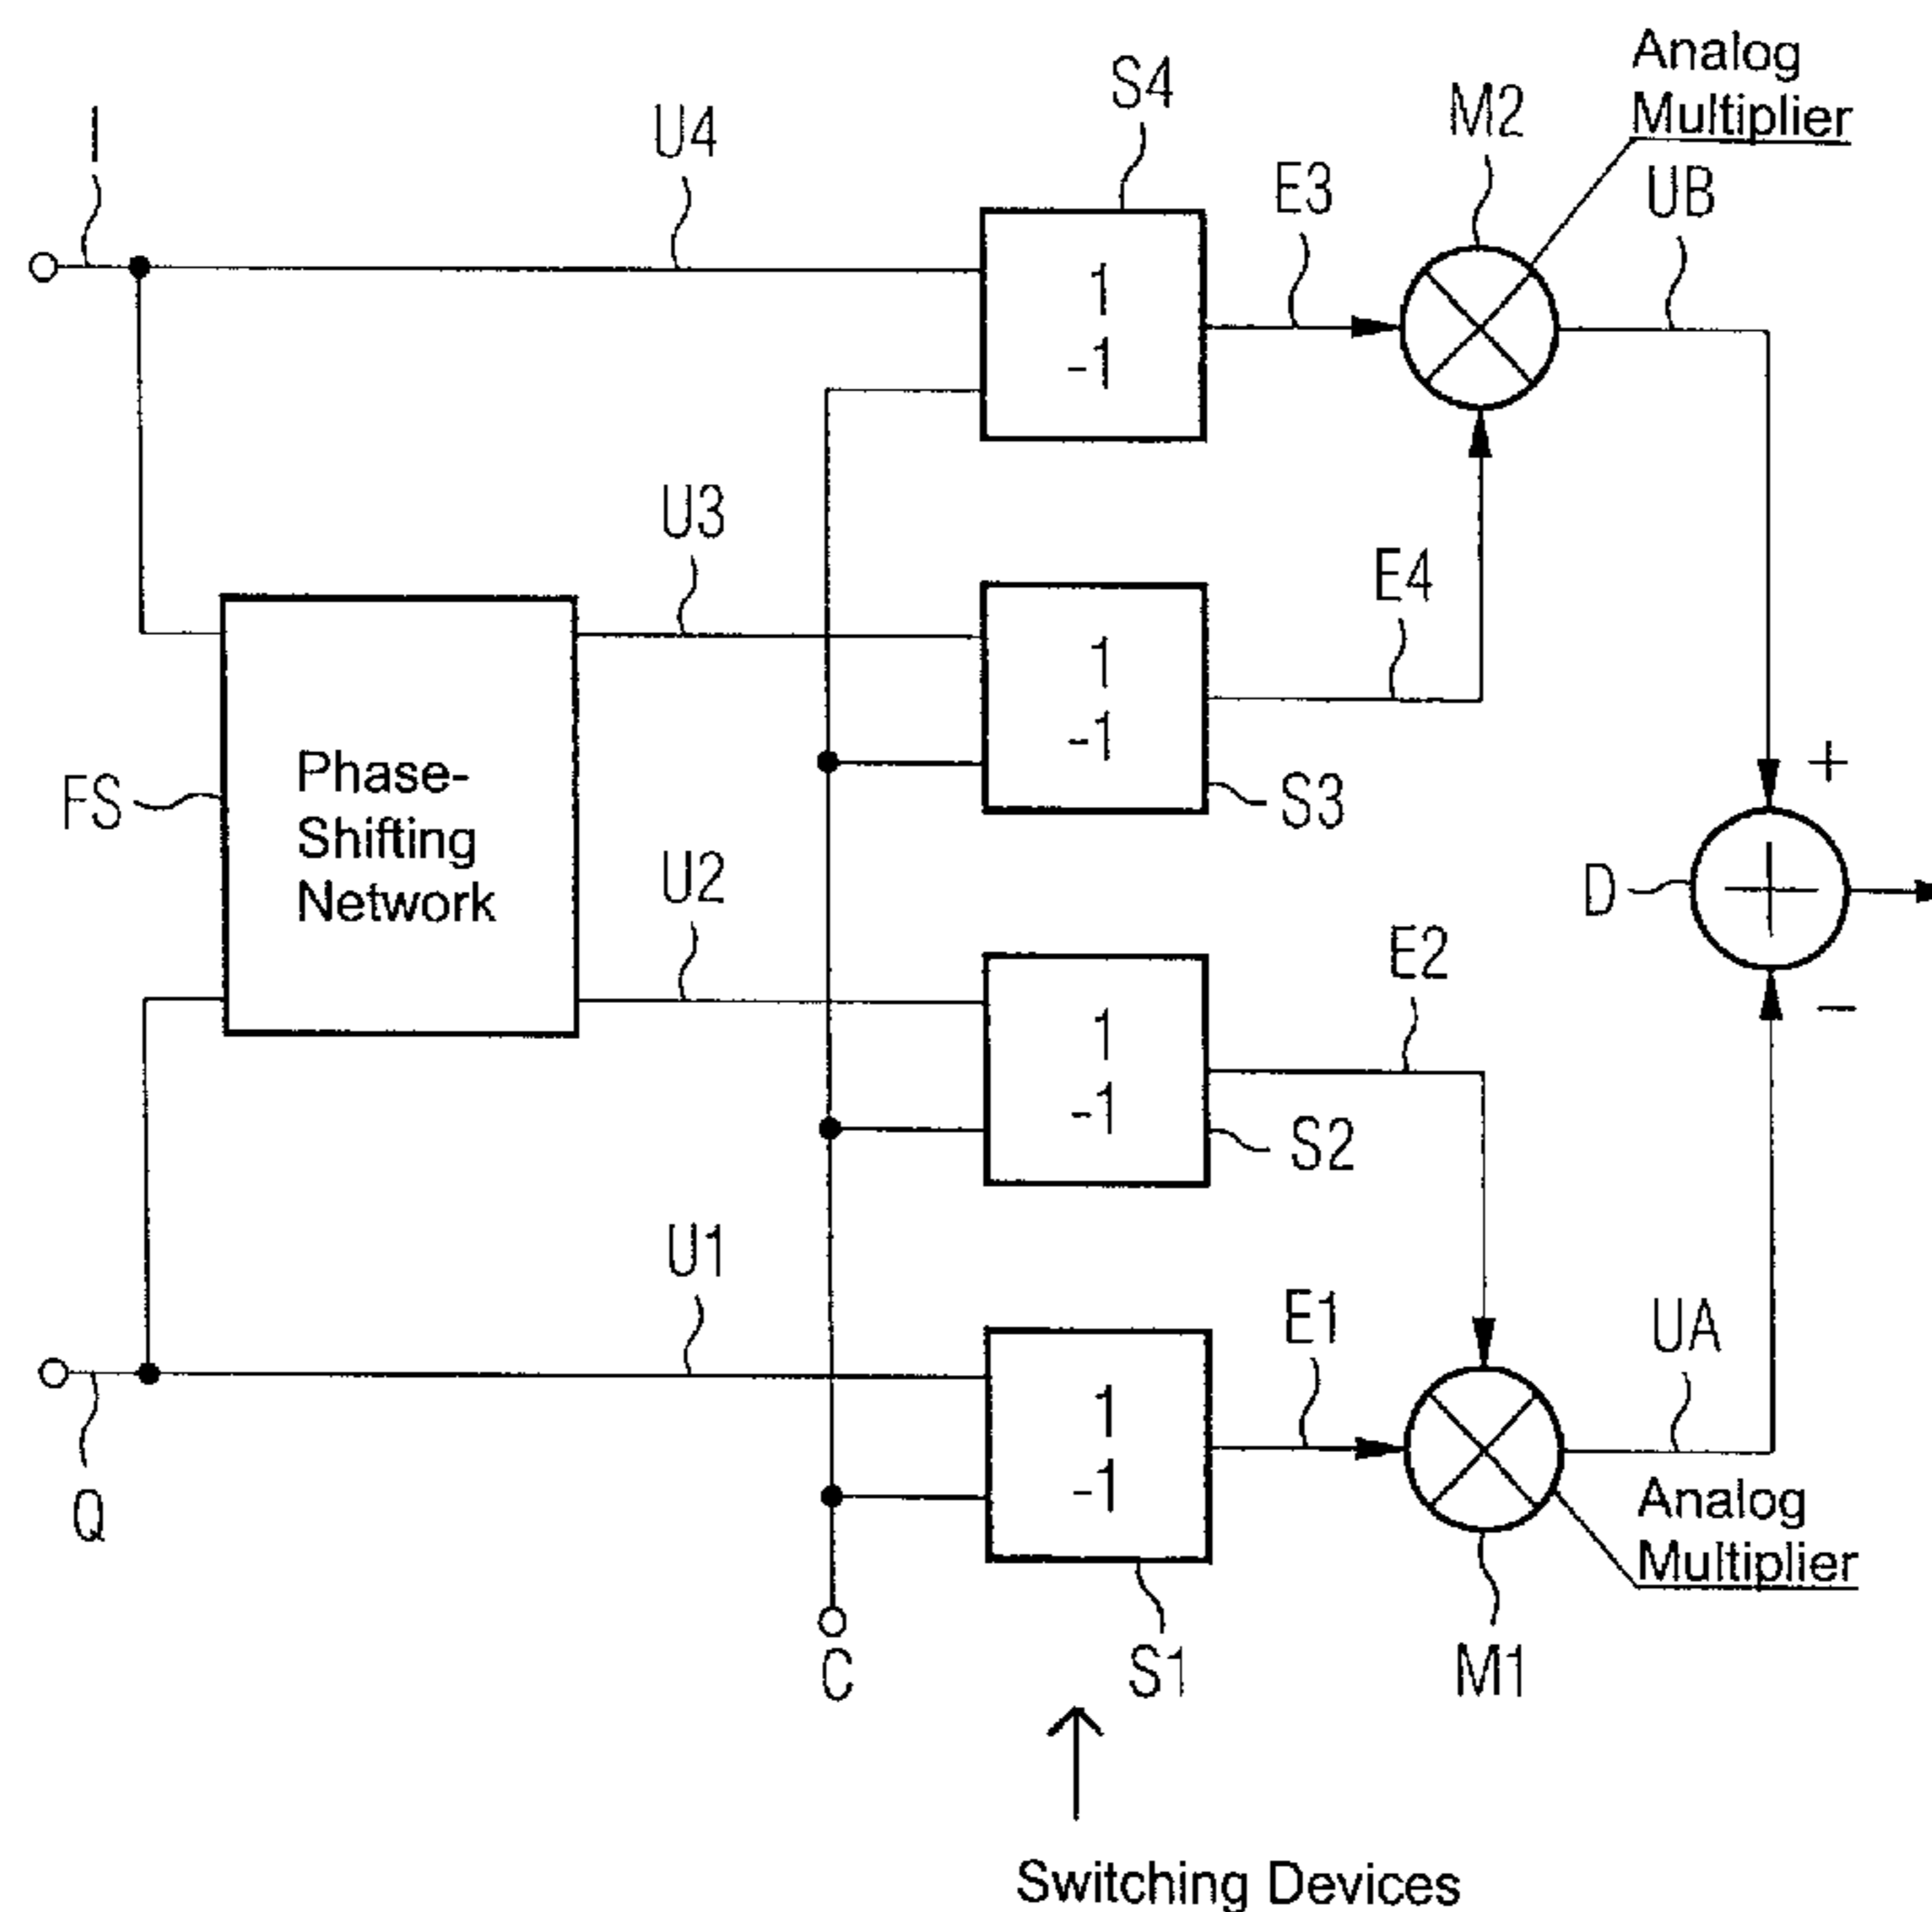 Analog
Multiplier
S4
M2
I
U4
E3
UB
1
-1
U3
E4
1
-1
S3
+
FS
Phase-
Shifting
Network
U2
D
E2
1
-1
S2
−
U1
E1
UA
1
-1
Q
Analog
Multiplier
C
S1
M1
Switching Devices